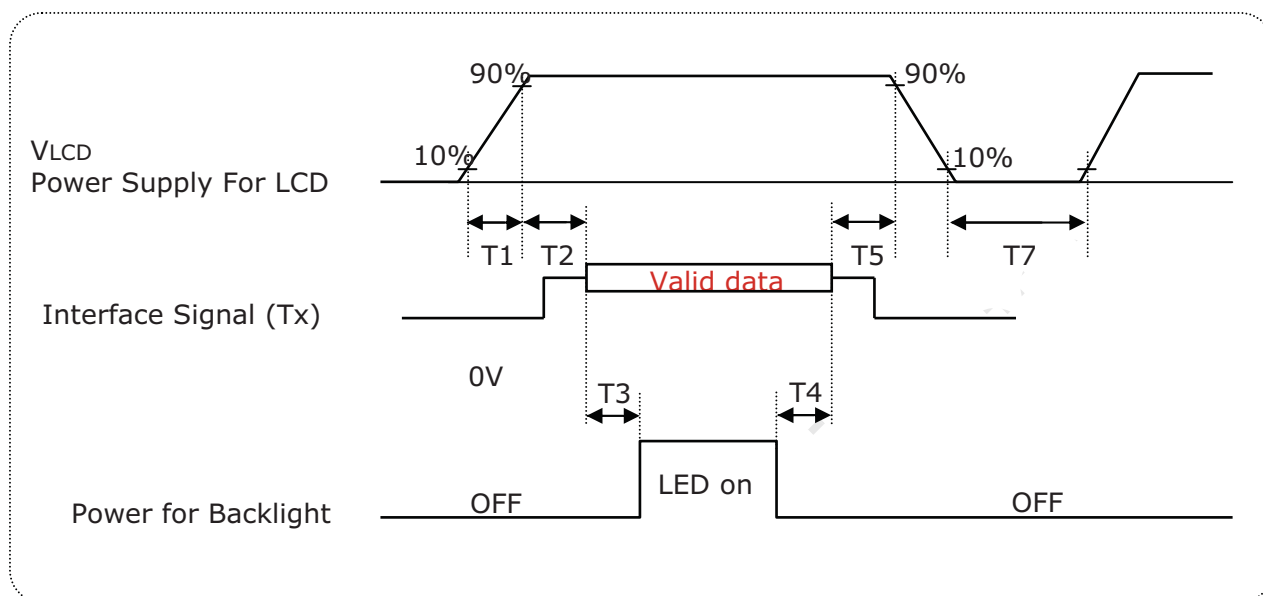 90%
90%
VLCD
10%
10%
Power Supply For LCD
T1
T2
T5
T7
Valid data
Interface Signal (Tx)
0V
T3
T4
LED on
OFF
OFF
Power for Backlight